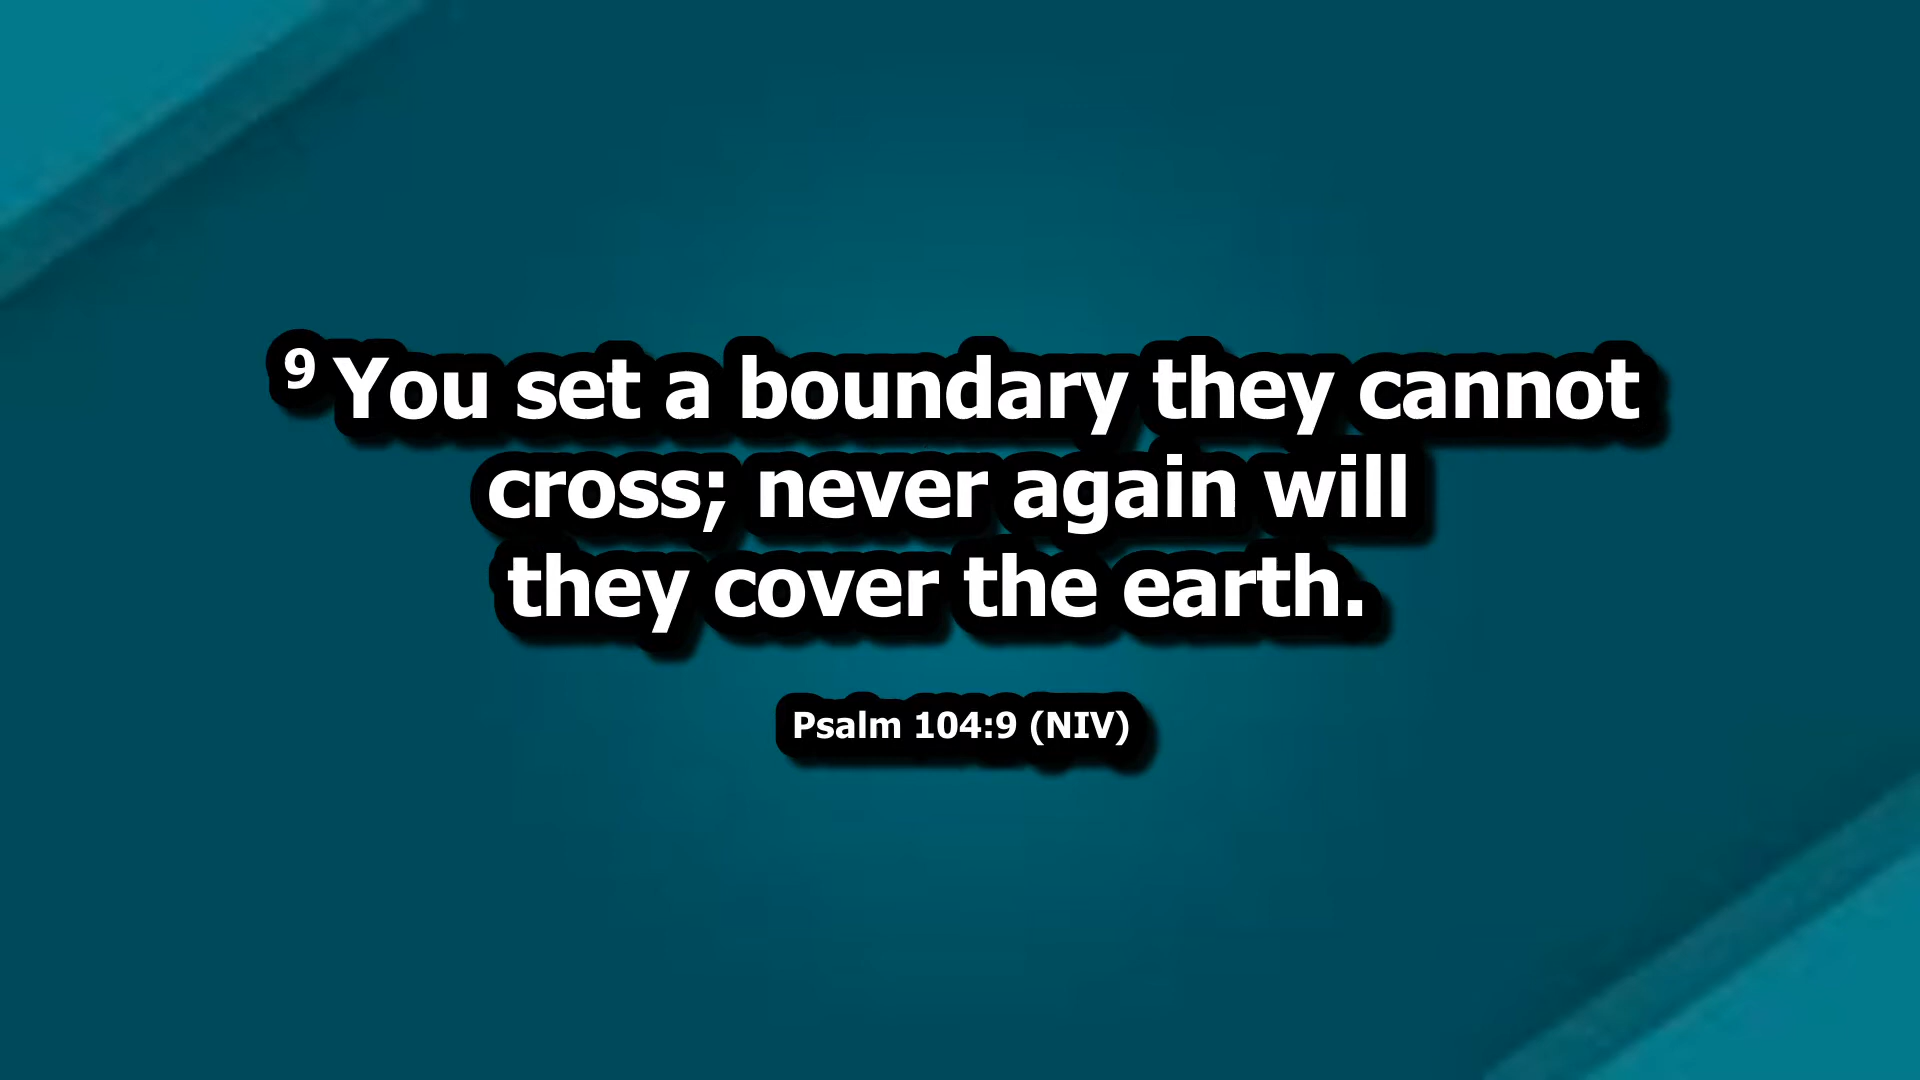 9 You set a boundary they cannot
cross; never again will
they cover the earth.
Psalm 104:9 (NIV)